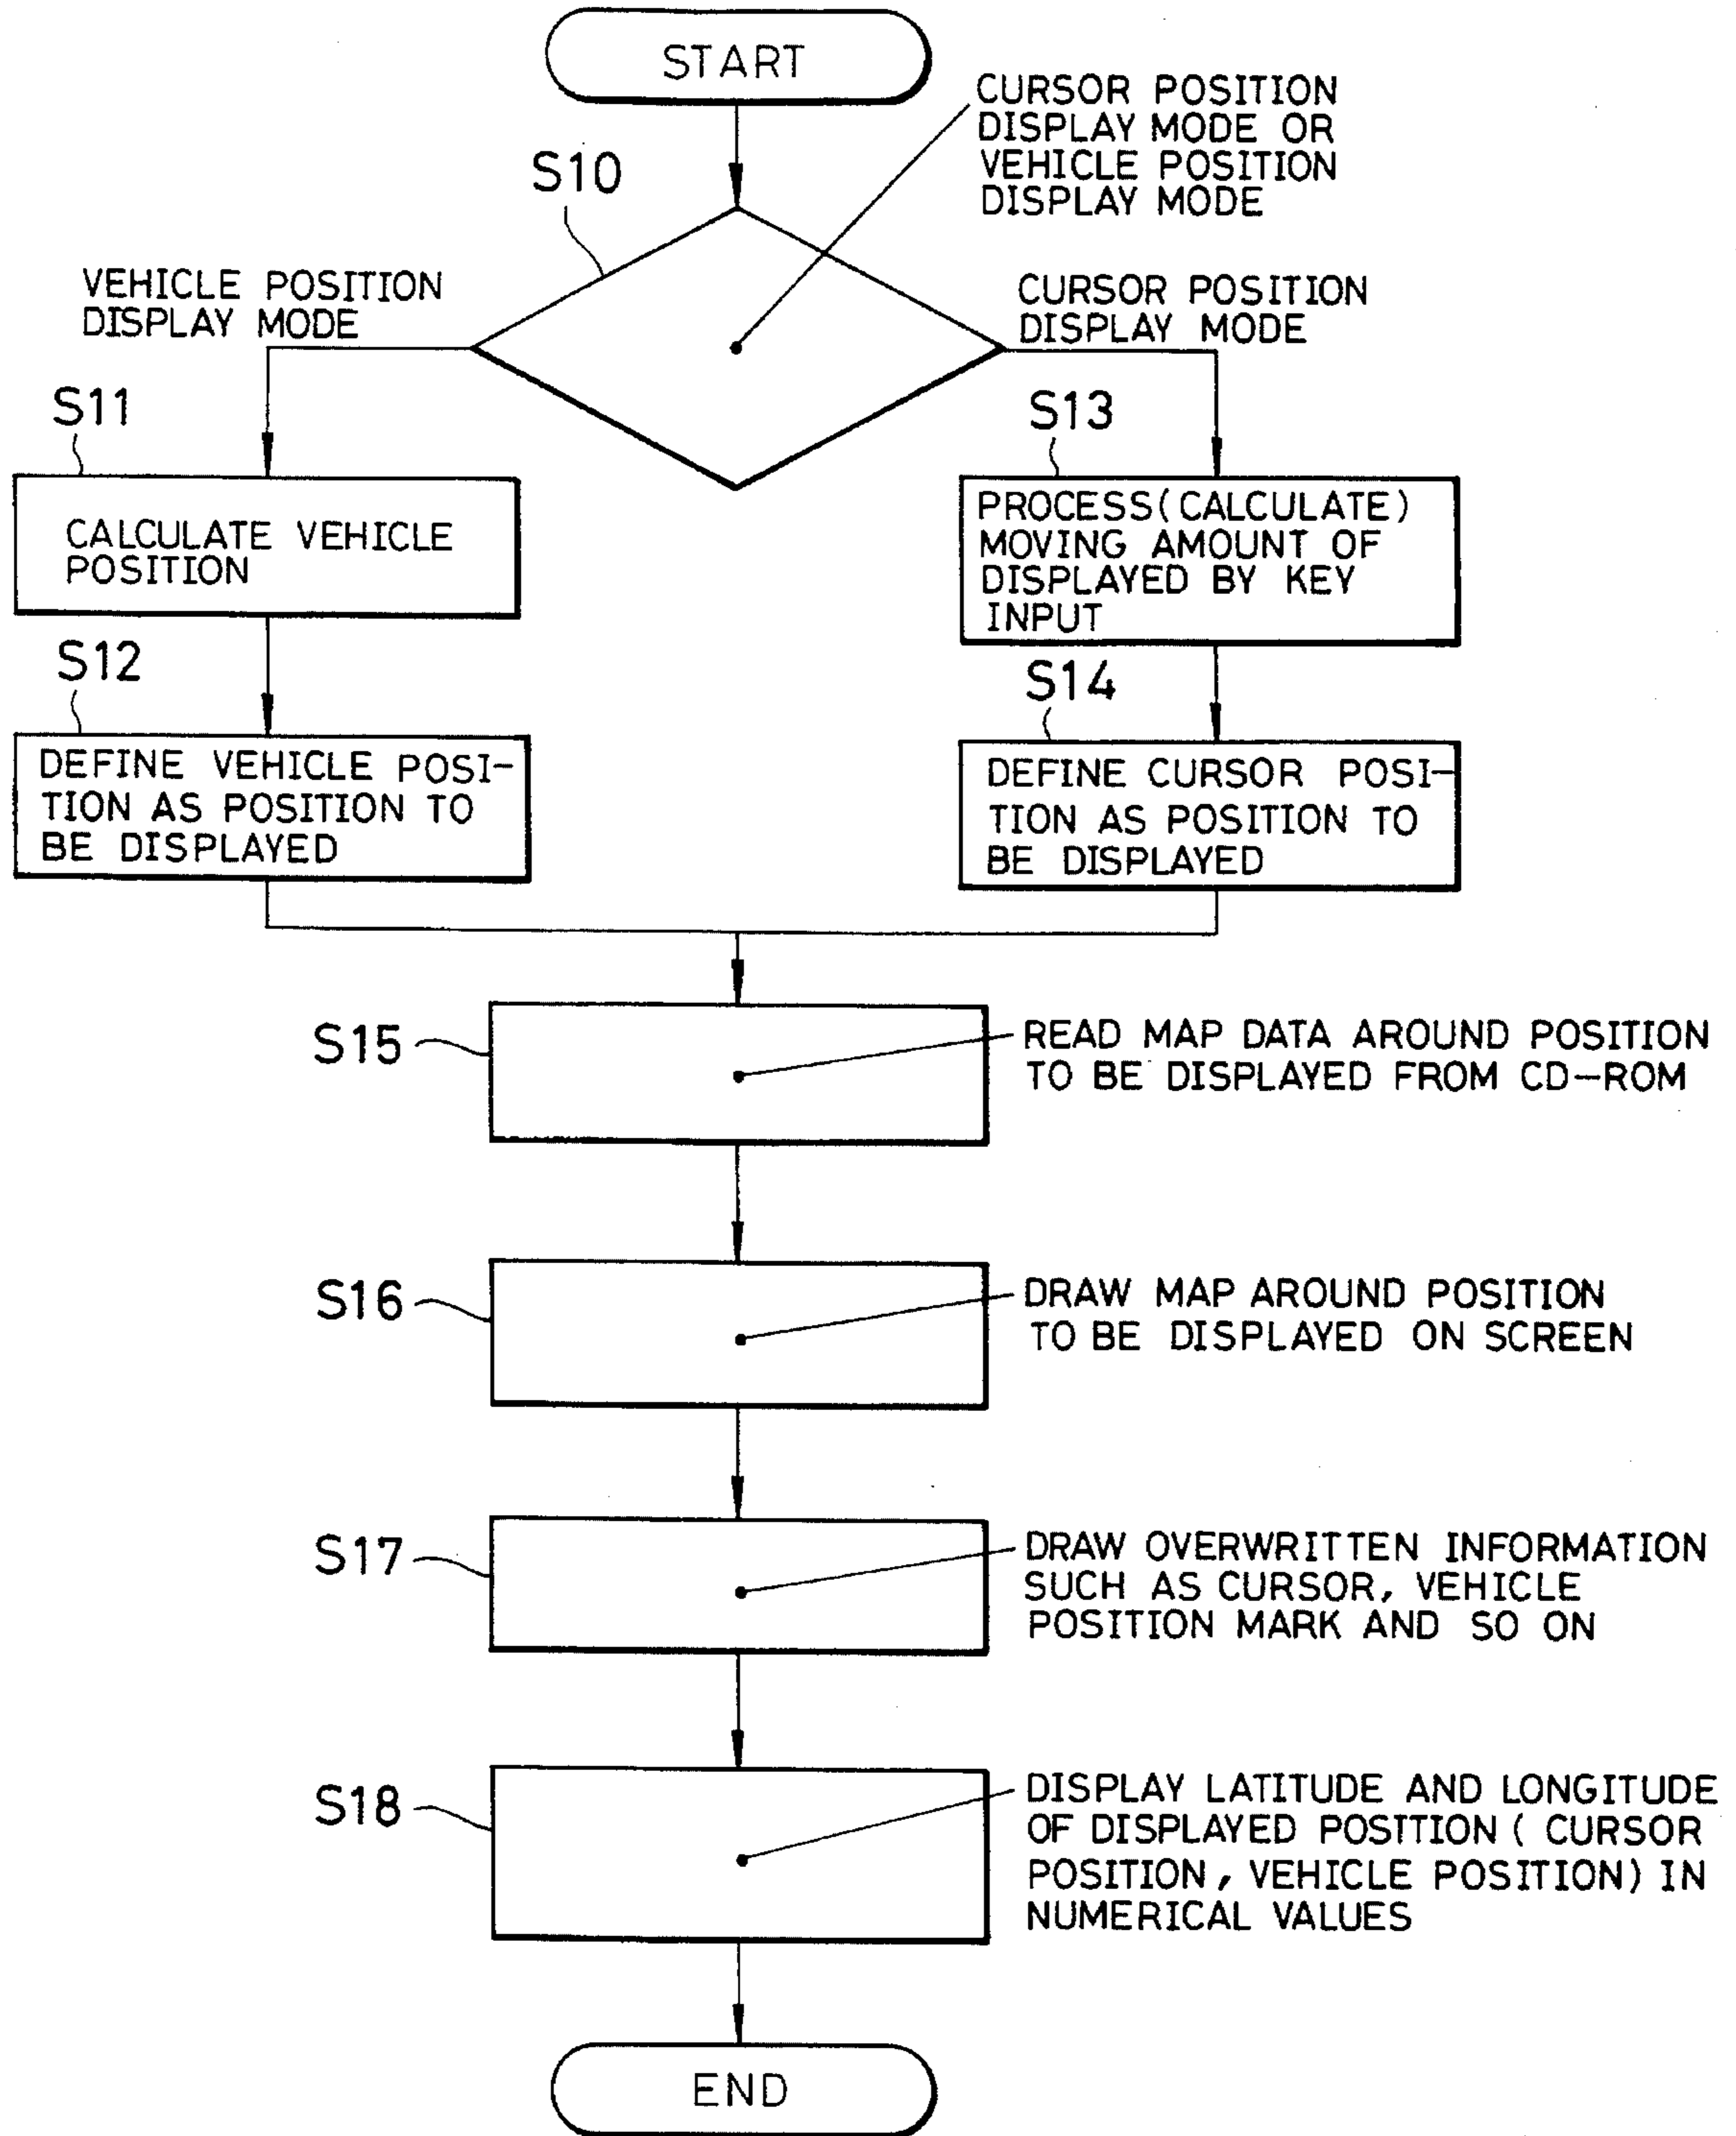 START
CURSOR POSITION
DISPLAY MODE OR
VEHICLE POSITION
DISPLAY MODE
S10
VEHICLE POSITION
DISPLAY MODE
CURSOR POSITION
DISPLAY MODE
S11
CALCULATE VEHICLE
POSITION
S13
PROCESS(CALCULATE)
MOVING AMOUNT OF
DISPLAYED BY KEY
INPUT
S12
DEFINE VEHICLE POSI-
TION AS POSITION TO
BE DISPLAYED
S14
DEFINE CURSOR POSI-
TION AS POSITION TO
BE DISPLAYED
S15
READ MAP DATA AROUND POSITION
TO BE DISPLAYED FROM CD-ROM
S16
DRAW MAP AROUND POSITION
TO BE DISPLAYED ON SCREEN
S17
DRAW OVERWRITTEN INFORMATION
SUCH AS CURSOR, VEHICLE
POSITION MARK AND SO ON
S18
DISPLAY LATITUDE AND LONGITUDE
OF DISPLAYED POSITION ( CURSOR
POSITION, VEHICLE POSITION) IN
NUMERICAL VALUES
END